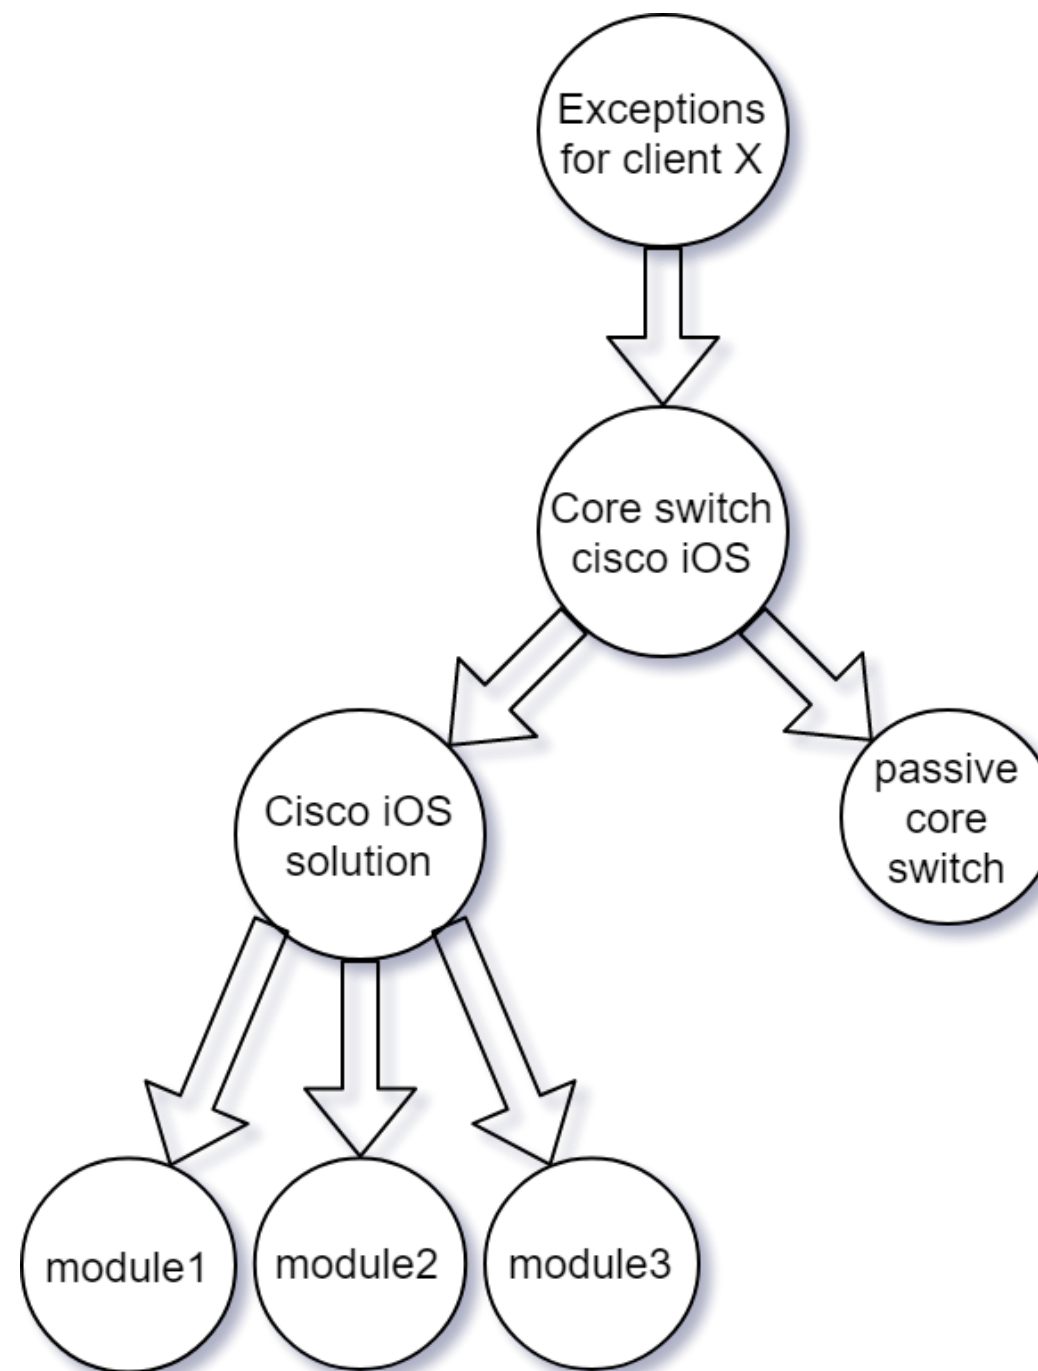 Exceptions
for client X
Core switch
cisco iOS
Cisco iOS
solution
passive
core
switch
module1
module2
module3